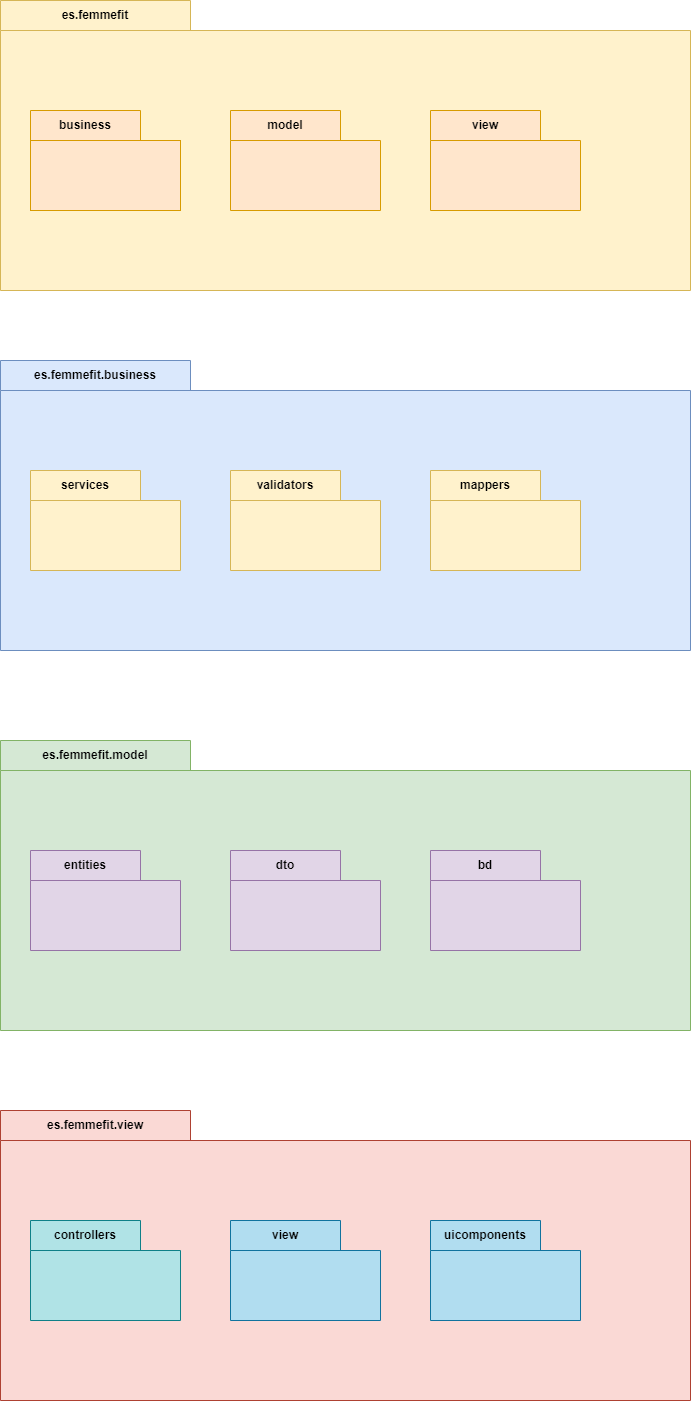 es.femmefit
business
model
view
es.femmefit.business
services
validators
mappers
es.femmefit.model
entities
dto
bd
es.femmefit.view
controllers
view
uicomponents